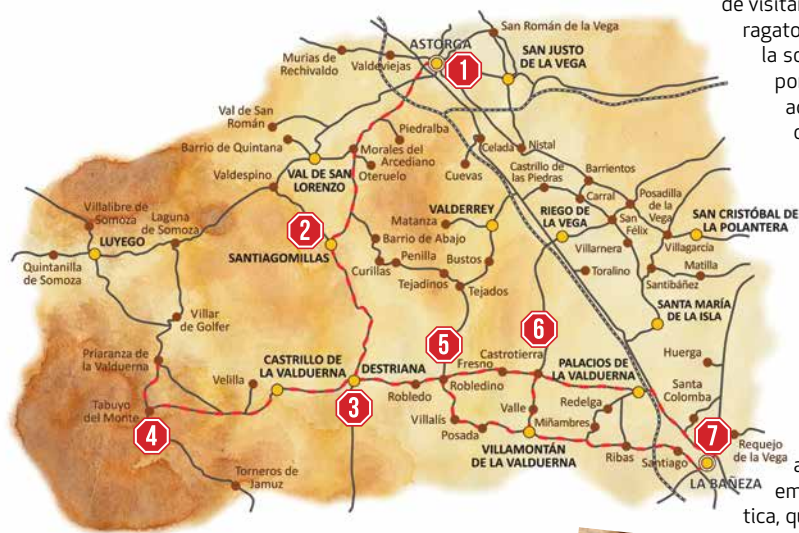 de visitar
ragato
la so
por
ac
San Román de la Vega
ASTORGA
1
SAN JUSTO
DE LA VEGA
Murias de
Rechivaldo
Valdeviejas
Val de San
Román
Piedralba
Barrio de Quintana
Morales del
Arcediano
Celada
Nistal
VAL DE SAN
LORENZO
Oteruelo
Cuevas
Castrillo de
las Piedras
Barrientos
Valdespino
Carral
Posadilla
de la
Vega
Villalibre de
Somoza
Laguna
de Somoza
2
Matanza
VALDERREY
RIEGO DE
LA VEGA
San
Félix
SAN CRISTÓBAL DE
LA POLANTERA
LUYEGO
SANTIAGOMILLAS
Barrio de Abajo
Villarnera
Villagarcía
Quintanilla
de Somoza
Curillas
Penilla
Bustos
Toralino
Matilla
Tejadinos
Tejados
Santibáñez
Villar
de Golfer
SANTA MARÍA
DE LA ISLA
5
6
Priaranza de
la Valduerna
CASTRILLO DE
LA VALDUERNA
DESTRIANA
Fresno
Castrotierra
PALACIOS DE
LA VALDUERNA
Huerga
Velilla
Robledo
Robledino
Santa
Colomba
Tabuyo
del Monte
3
Valle
Redelga
4
Villalís
Miñambres
7
Posada
Requejo
de la Vega
VILLAMONTÁN
DE LA VALDUERNA
Ribas
Santiago
Torneros de
Jamuz
LA BAÑEZA
a
em
tica, qu